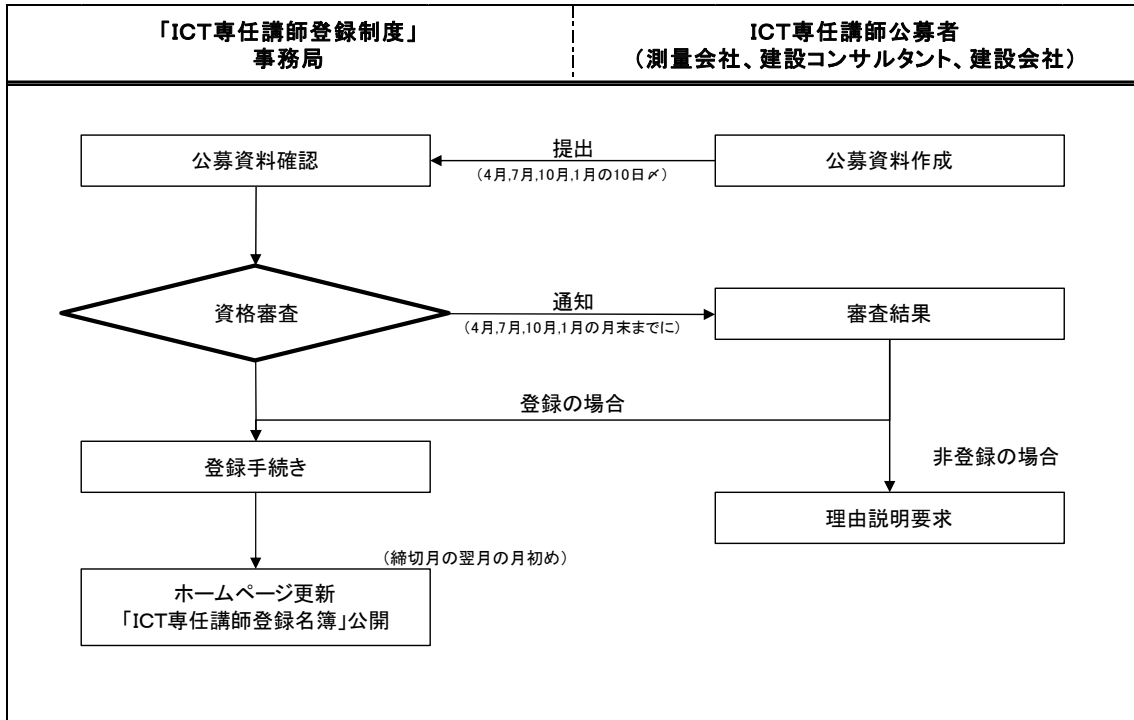 「ICT専任講師登録制度」
事務局
ICT専任講師公募者
（測量会社、建設コンサルタント、建設会社）
公募資料確認
提出
（4月,7月,10月,1月の10日〆）
公募資料作成
資格審査
通知
（4月,7月,10月,1月の月末までに）
審査結果
登録の場合
登録手続き
非登録の場合
理由説明要求
（締切月の翌月の月初め）
ホームページ更新
「ICT専任講師登録名簿」公開